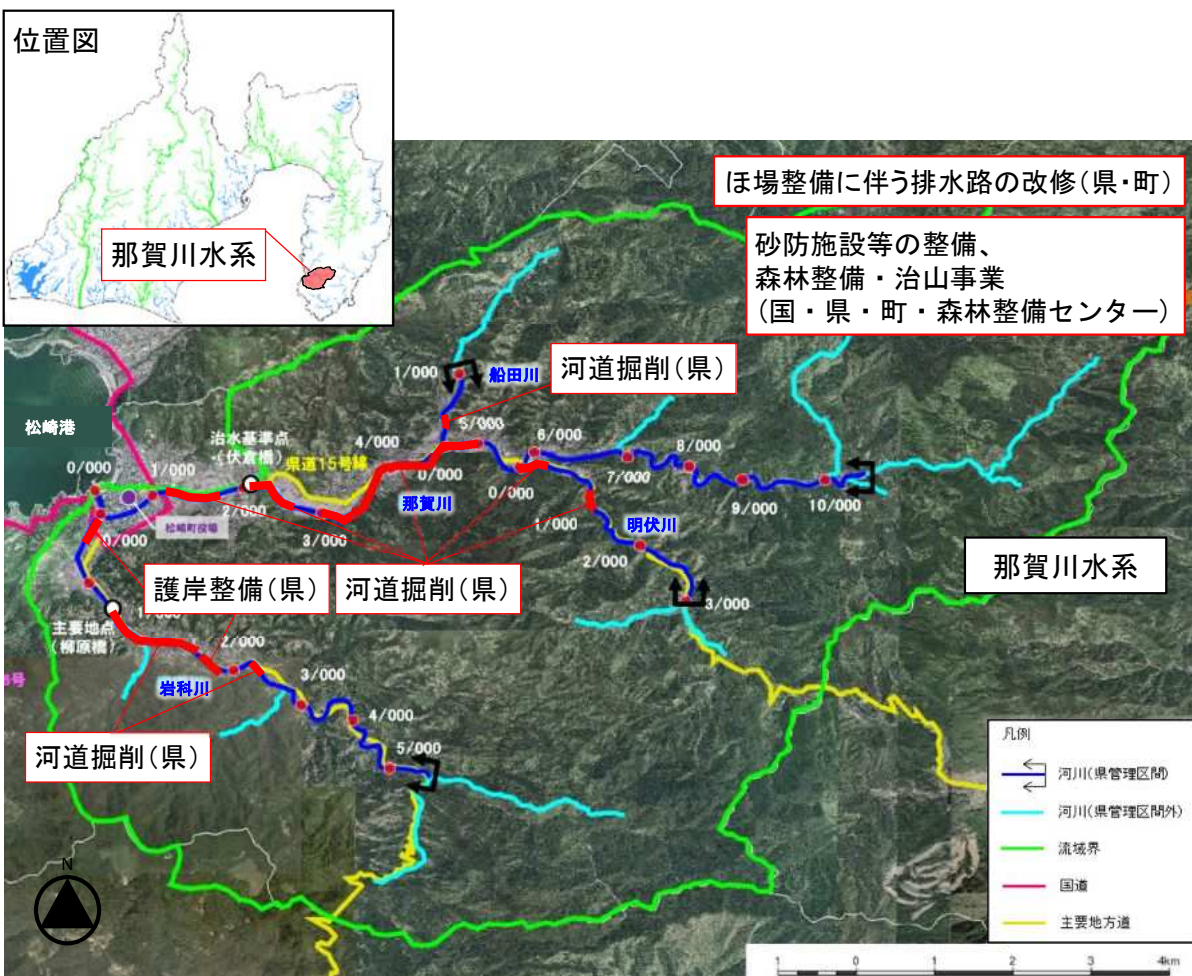 位置図
那賀川水系
ほ場整備に伴う排水路の改修(県・町)
砂防施設等の整備、
森林整備・治山事業
(国・県・町・森林整備センター)
河道掘削(県)
1/000
船田川
松崎港
治水基準点
(伏倉橋)
県道15号線
4/000
5/000
6/000
8/000
0/000
1/000
0/000
7/000
2/000
那賀川
0/000
9/000
10/000
松崎町役場
3/000
1/000
明伏川
0/000
2/000
那賀川水系
護岸整備(県)
河道掘削(県)
3/000
主要地点
(柳原橋)
2/000
岩科川
3/000
号
4/000
河道掘削(県)
5/000
凡例
河川(県管理区間)
河川(県管理区間外)
流域界
国道
主要地方道
N
1 0 1 2 3 4km